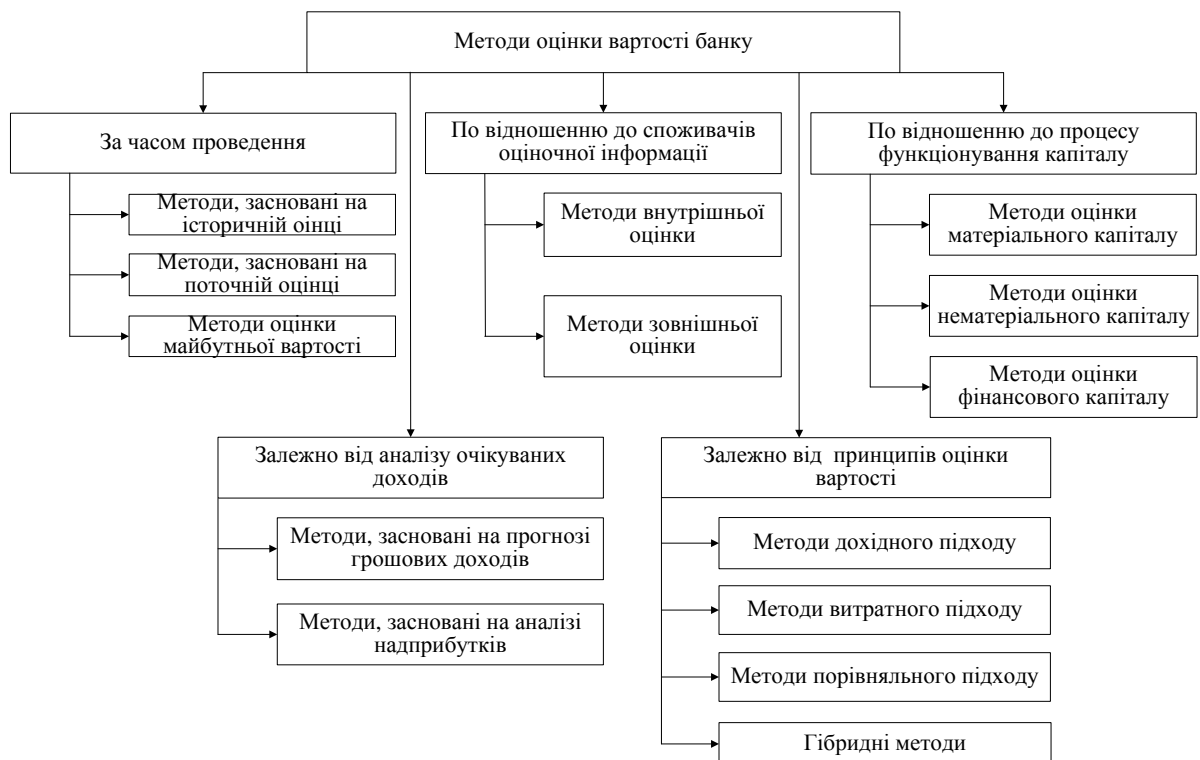 Методи оцінки вартості банку
За часом проведення
Методи, засновані на
історичній оінці
Методи, засновані на
поточній оцінці
Методи оцінки
майбутньої вартості
По відношенню до споживачів
оціночної інформації
Методи внутрішньої
оцінки
Методи зовнішньої
оцінки
По відношенню до процесу
функціонування капіталу
Методи оцінки
матеріального капіталу
Методи оцінки
нематеріального капіталу
Методи оцінки
фінансового капіталу
Залежно від аналізу очікуваних
доходів
Методи, засновані на прогнозі
грошових доходів
Методи, засновані на аналізі
надприбутків
Залежно від принципів оцінки
вартості
Методи дохідного підходу
Методи витратного підходу
Методи порівняльного підходу
Гібридні методи